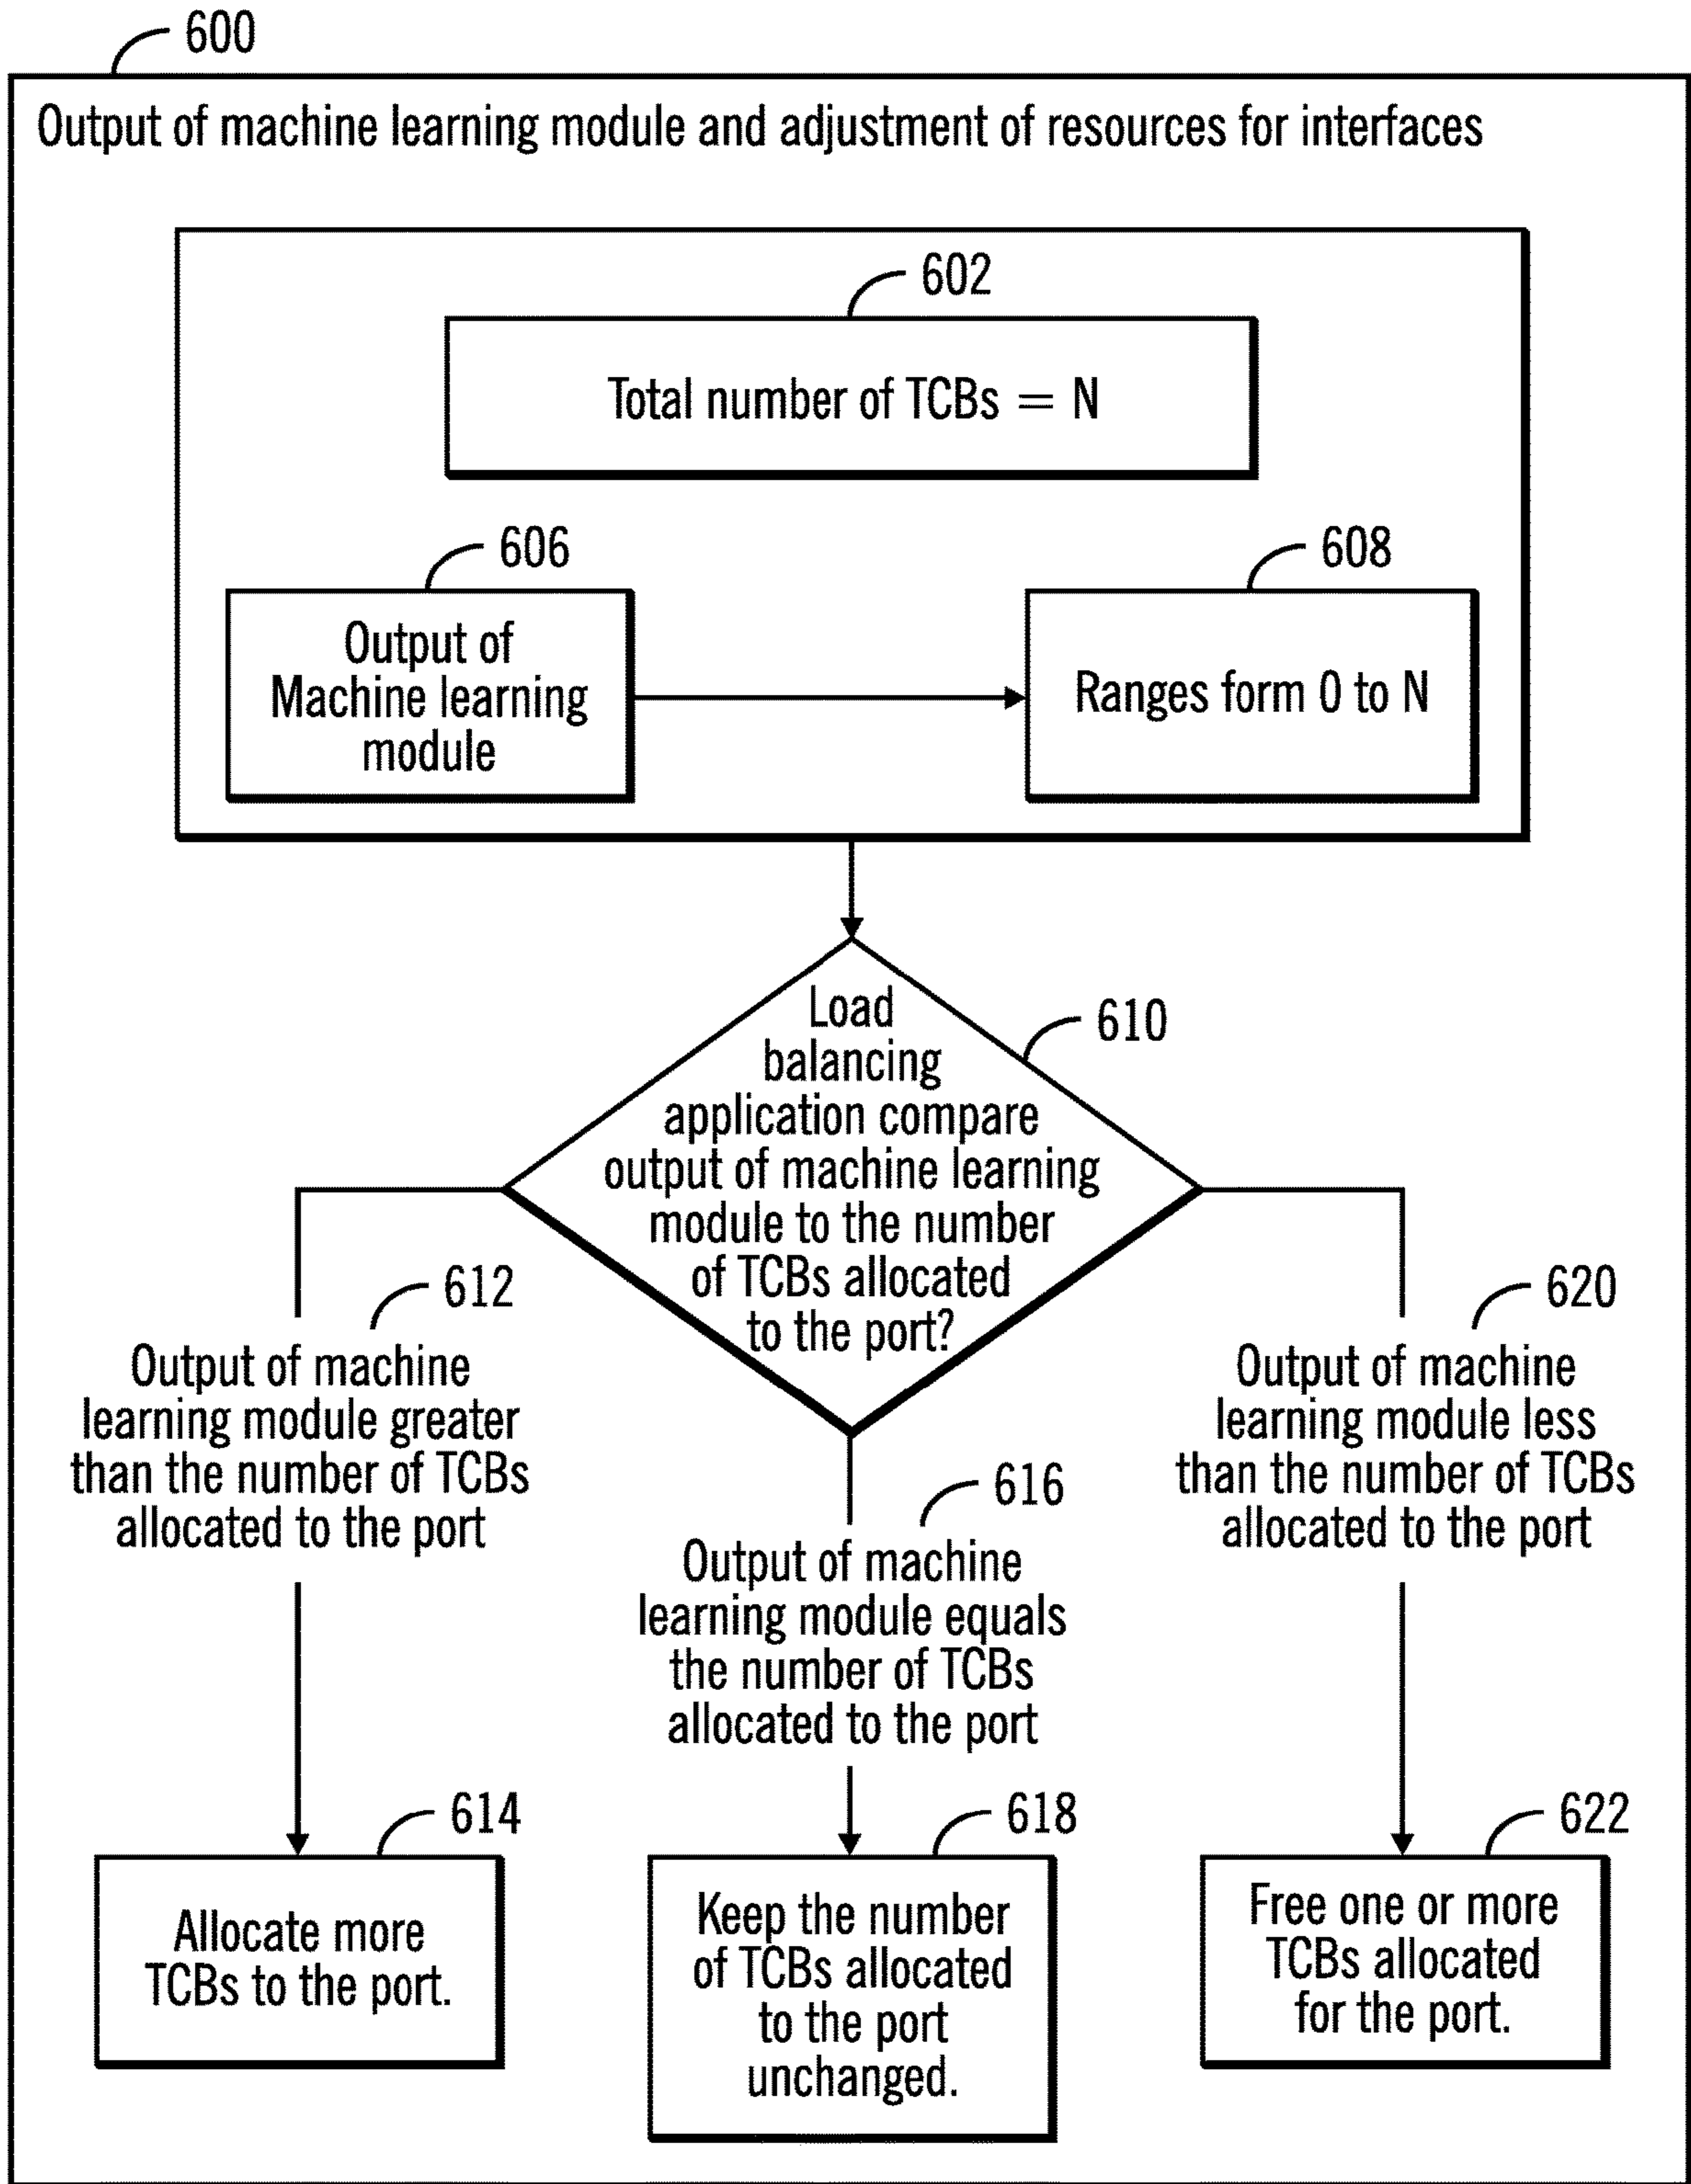 600
Output of machine learning module and adjustment of resources for interfaces
602
Total number of TCBs = N
606
Output of
Machine learning
module
608
Ranges form 0 to N
610
Load
balancing
application compare
output of machine learning
module to the number
of TCBs allocated
to the port?
612
Output of machine
learning module greater
than the number of TCBs
allocated to the port
616
Output of machine
learning module equals
the number of TCBs
allocated to the port
620
Output of machine
learning module less
than the number of TCBs
allocated to the port
614
Allocate more
TCBs to the port.
618
Keep the number
of TCBs allocated
to the port
unchanged.
622
Free one or more
TCBs allocated
for the port.